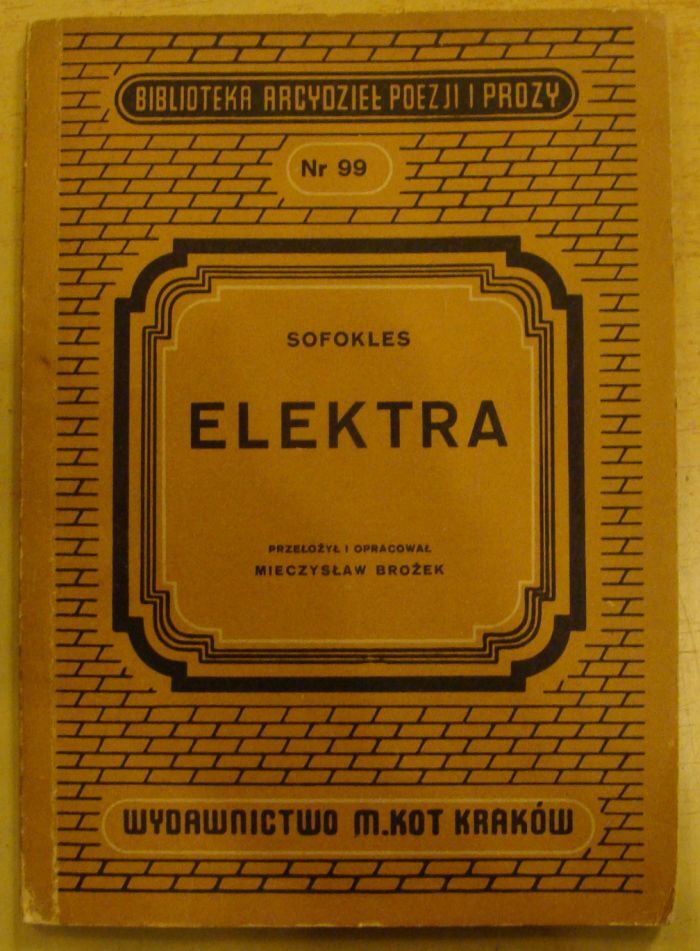 BIBLIOTEKA ARCYDZIEŁ POEZJI I PROZY
Nr 99
SOFOKLES
ELEKTRA
PRZEŁOŻYŁ I OPRACOWAŁ
MIECZYSŁAW BROŻEK
WYDAWNICTWO M.KOT KRAKÓW